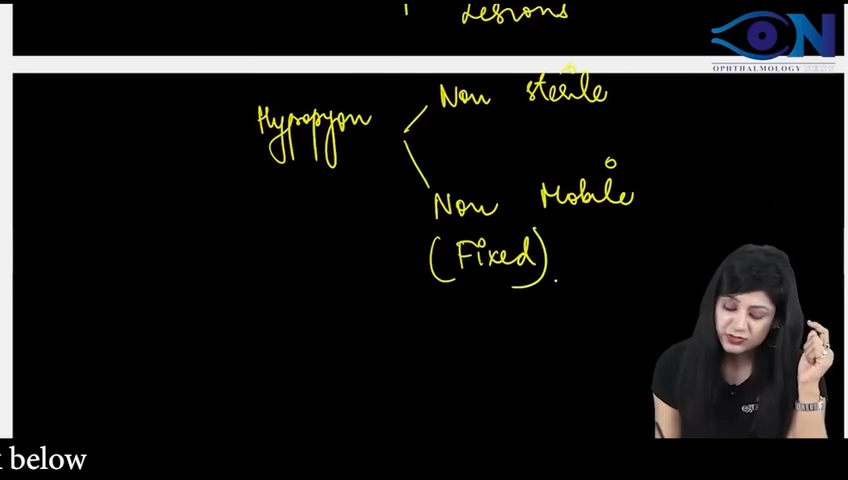 Lesions
ON
OPHTHALMOLOGY
Hypopyon
Non sterile
Non Mobile
(Fixed).
below